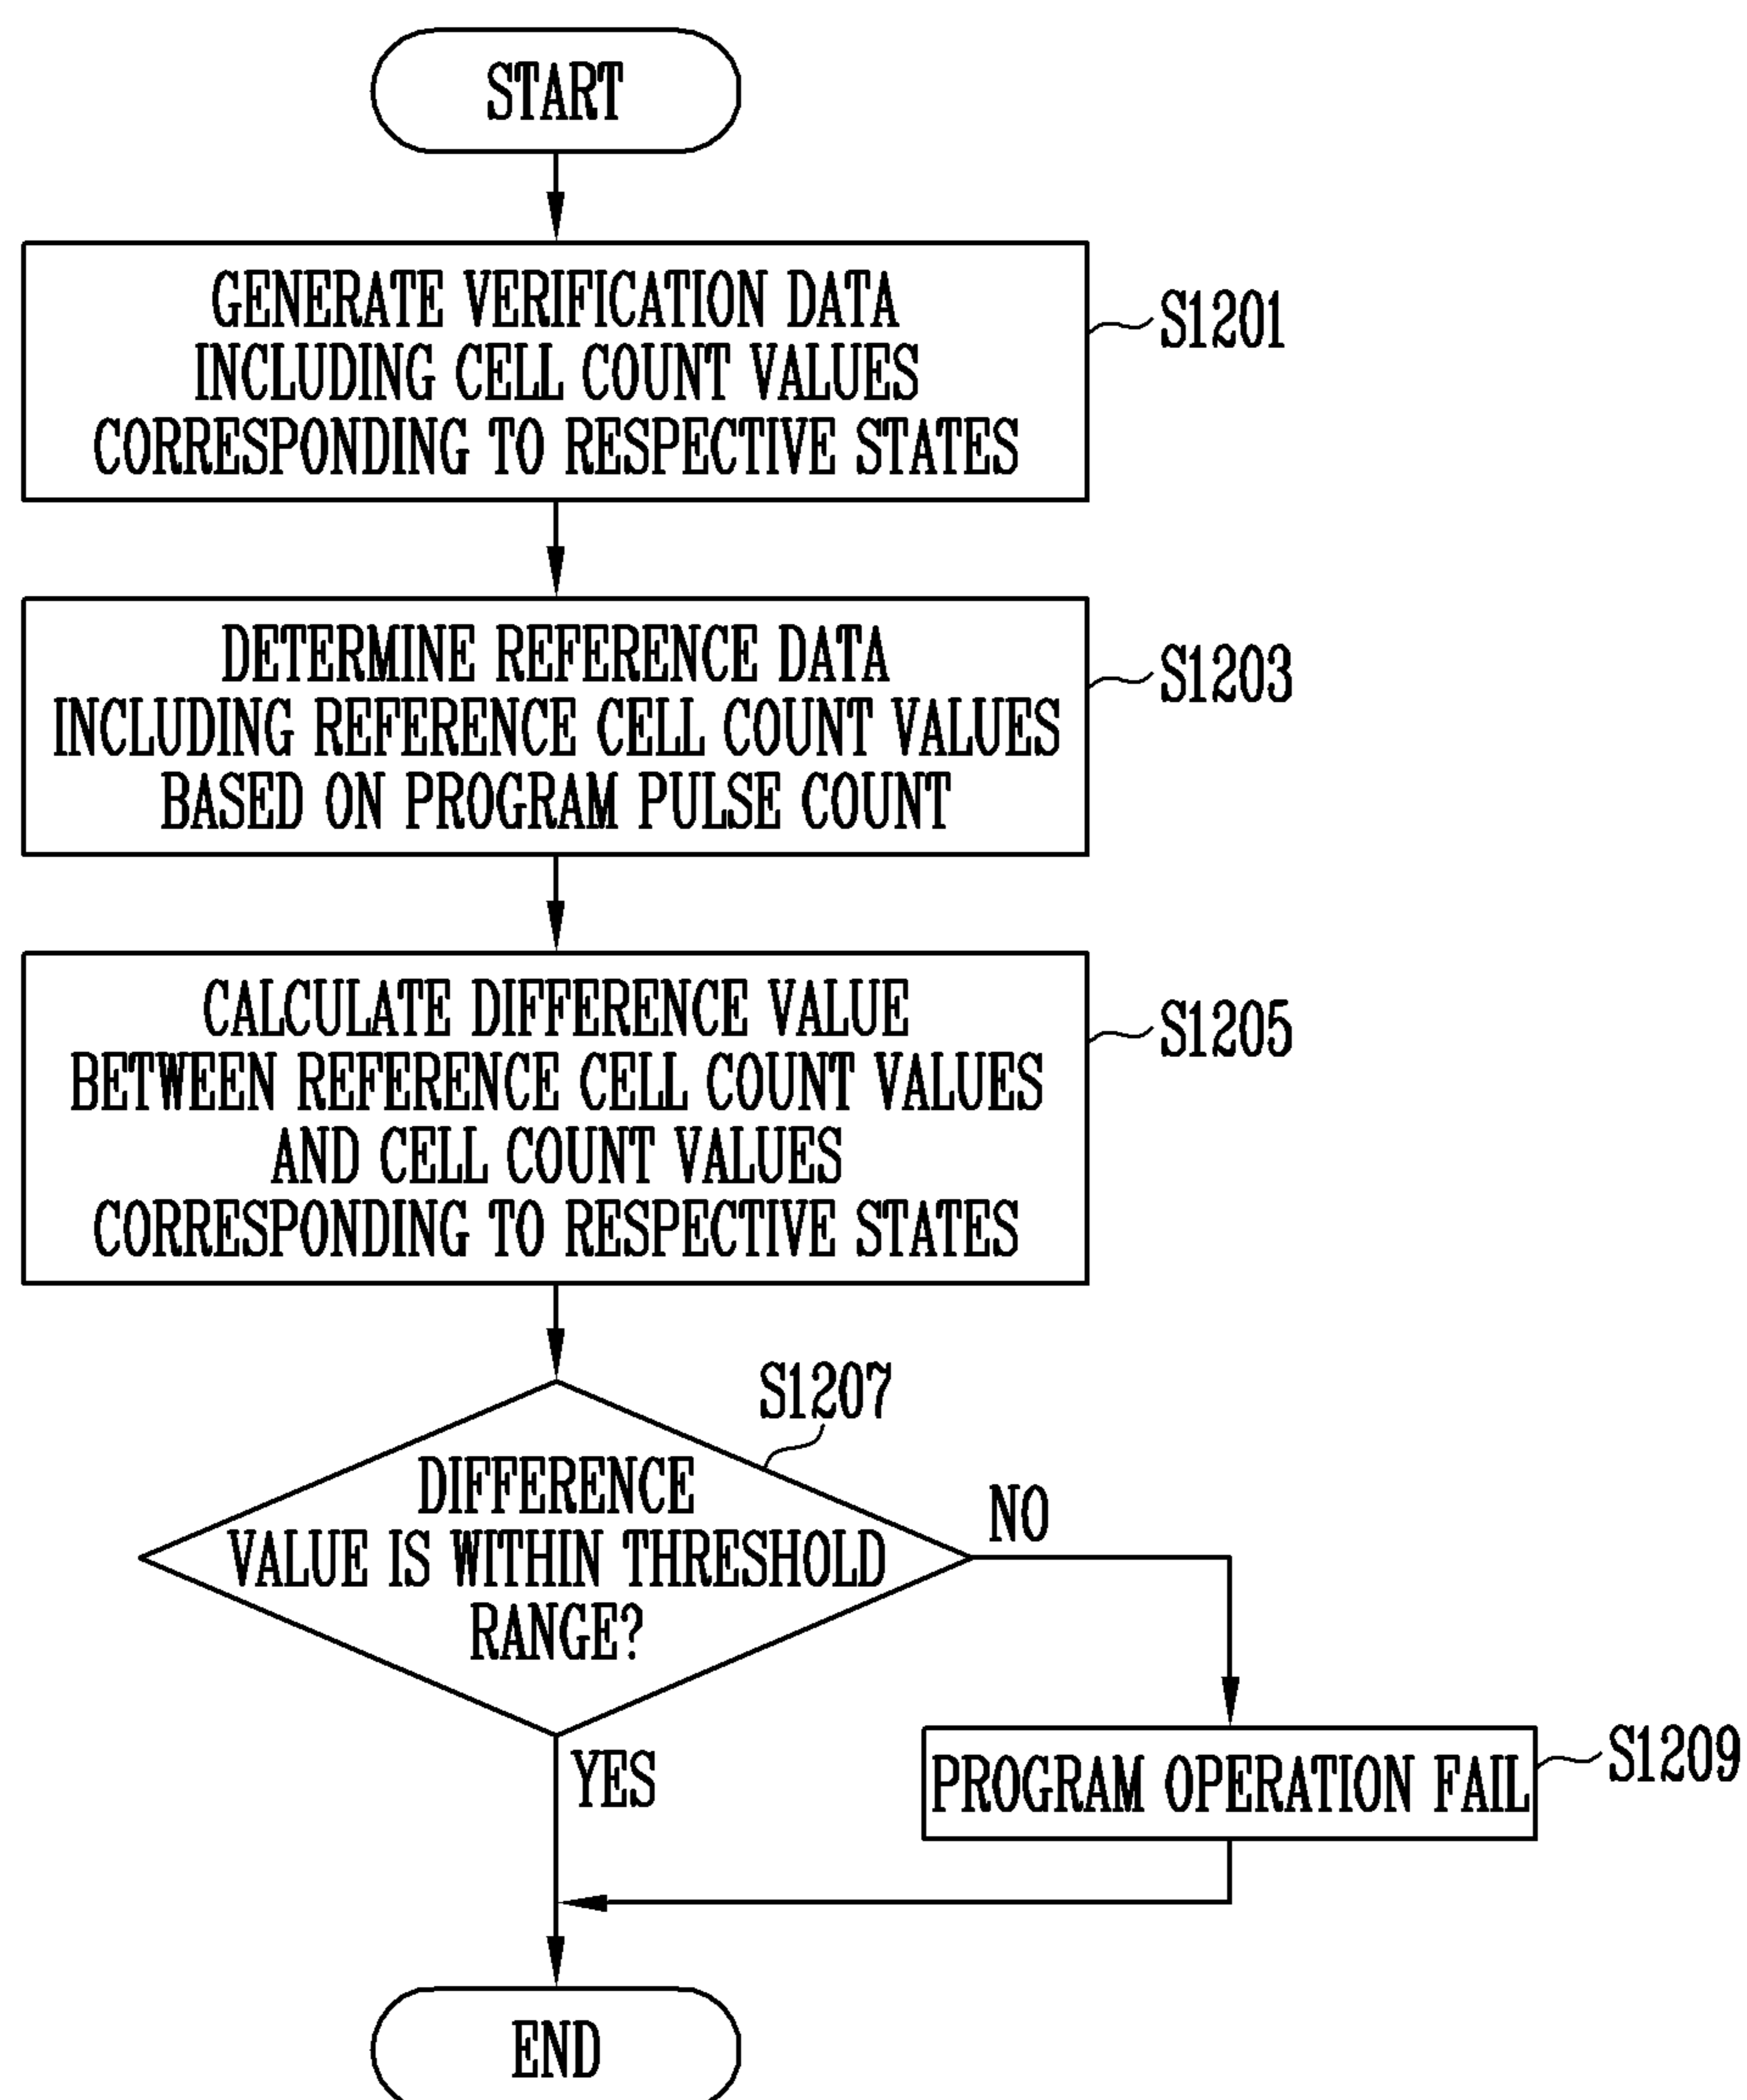 START
GENERATE VERIFICATION DATA
INCLUDING CELL COUNT VALUES
CORRESPONDING TO RESPECTIVE STATES
S1201
DETERMINE REFERENCE DATA
INCLUDING REFERENCE CELL COUNT VALUES
BASED ON PROGRAM PULSE COUNT
S1203
CALCULATE DIFFERENCE VALUE
BETWEEN REFERENCE CELL COUNT VALUES
AND CELL COUNT VALUES
CORRESPONDING TO RESPECTIVE STATES
S1205
S1207
DIFFERENCE
VALUE IS WITHIN THRESHOLD
RANGE?
NO
YES
PROGRAM OPERATION FAIL
S1209
END